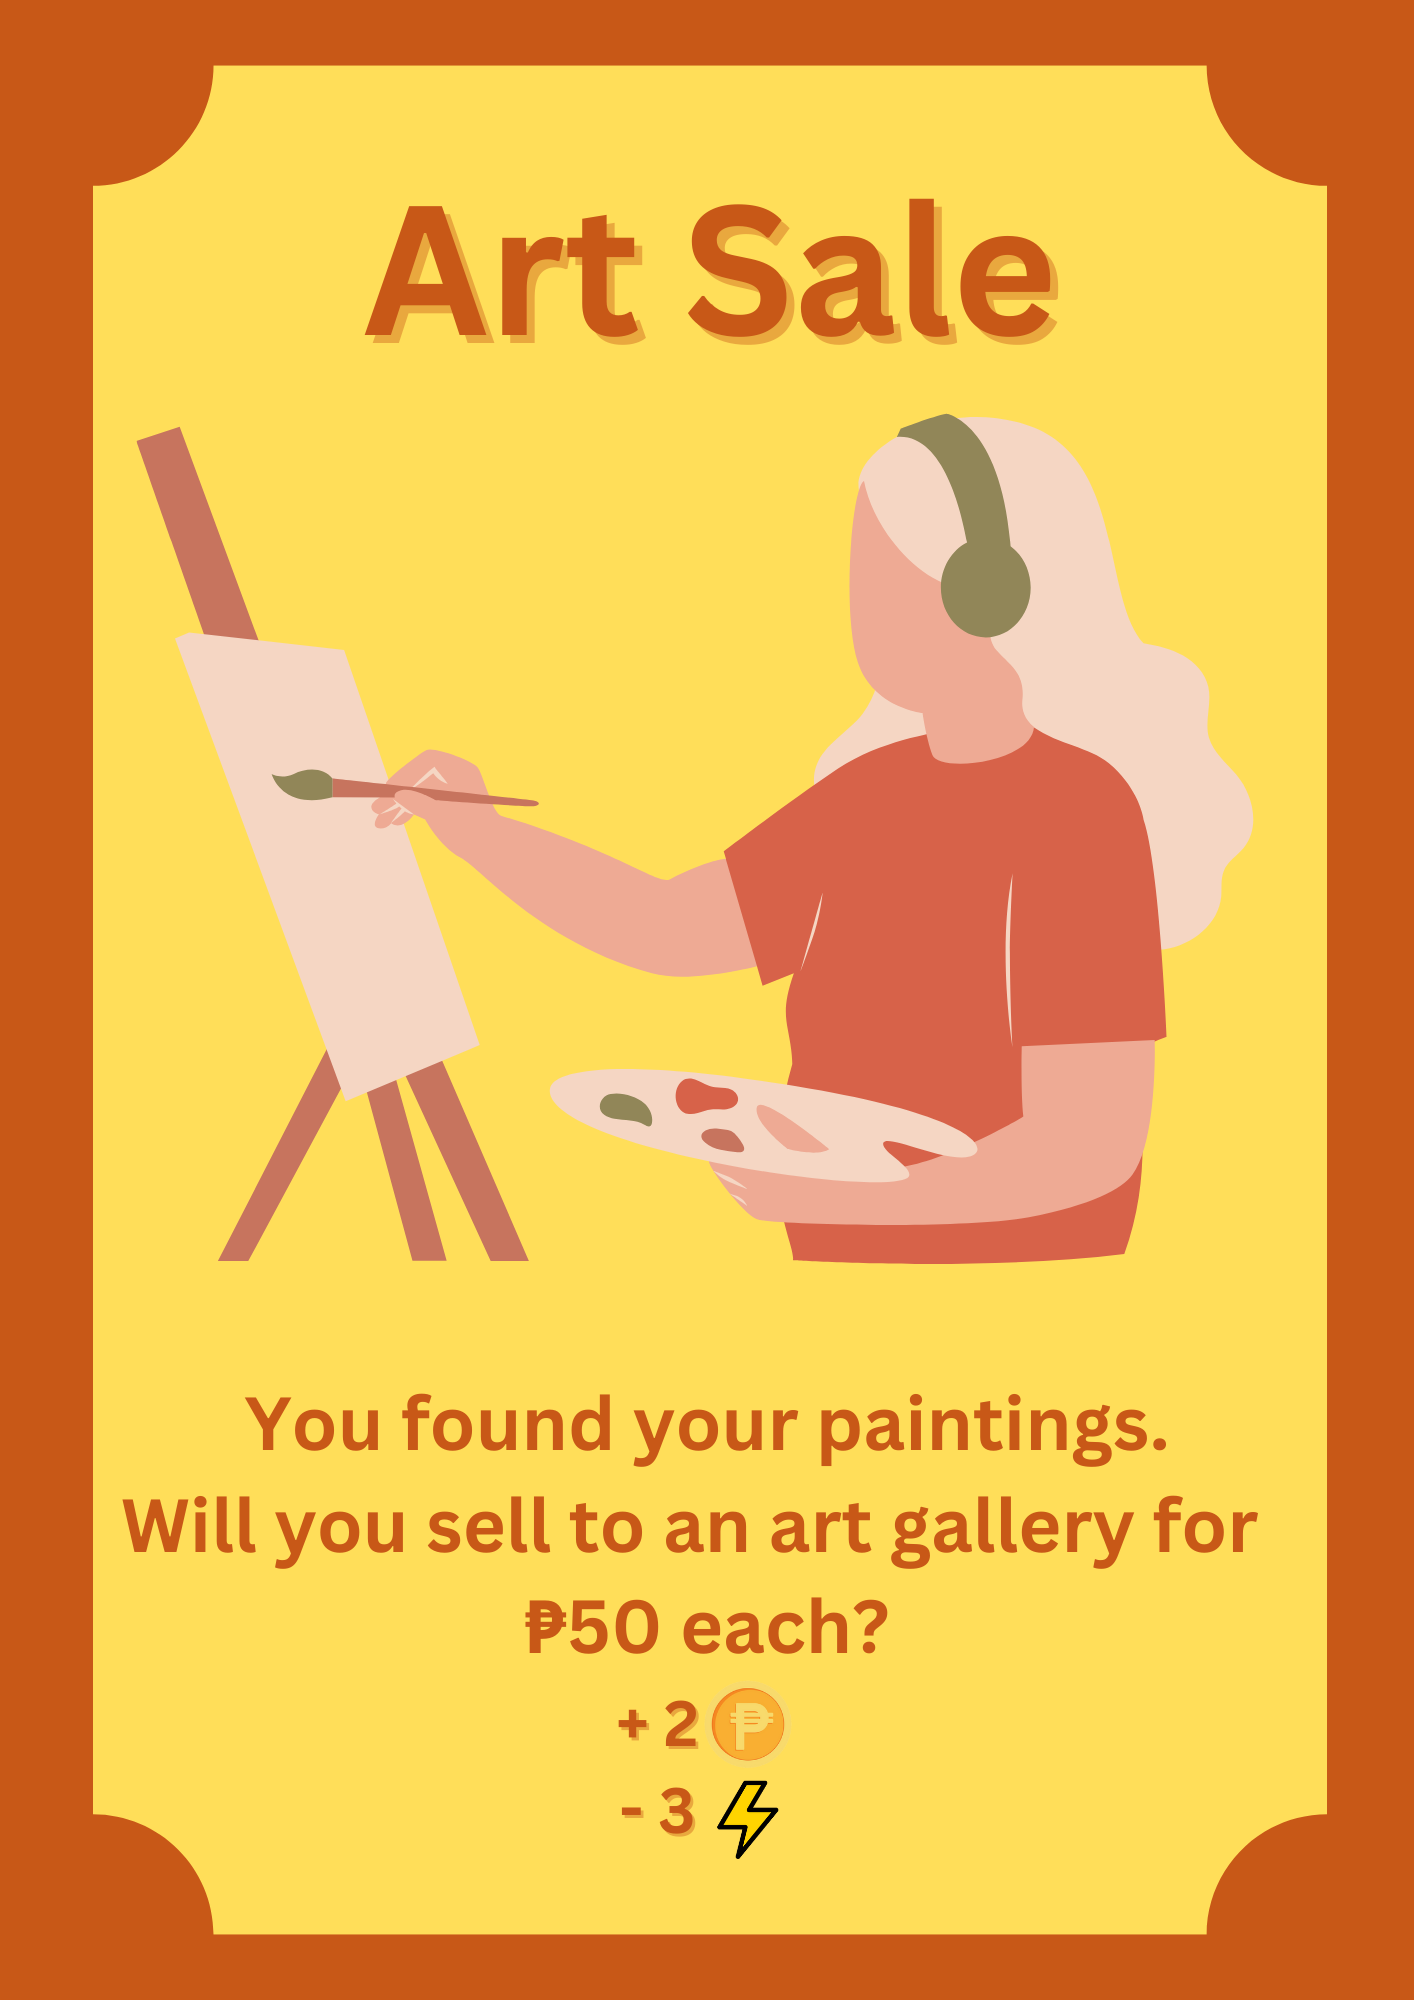 Art Sale
You found your paintings.
Will you sell to an art gallery for
₱50 each?
+ 2 ₱
- 3